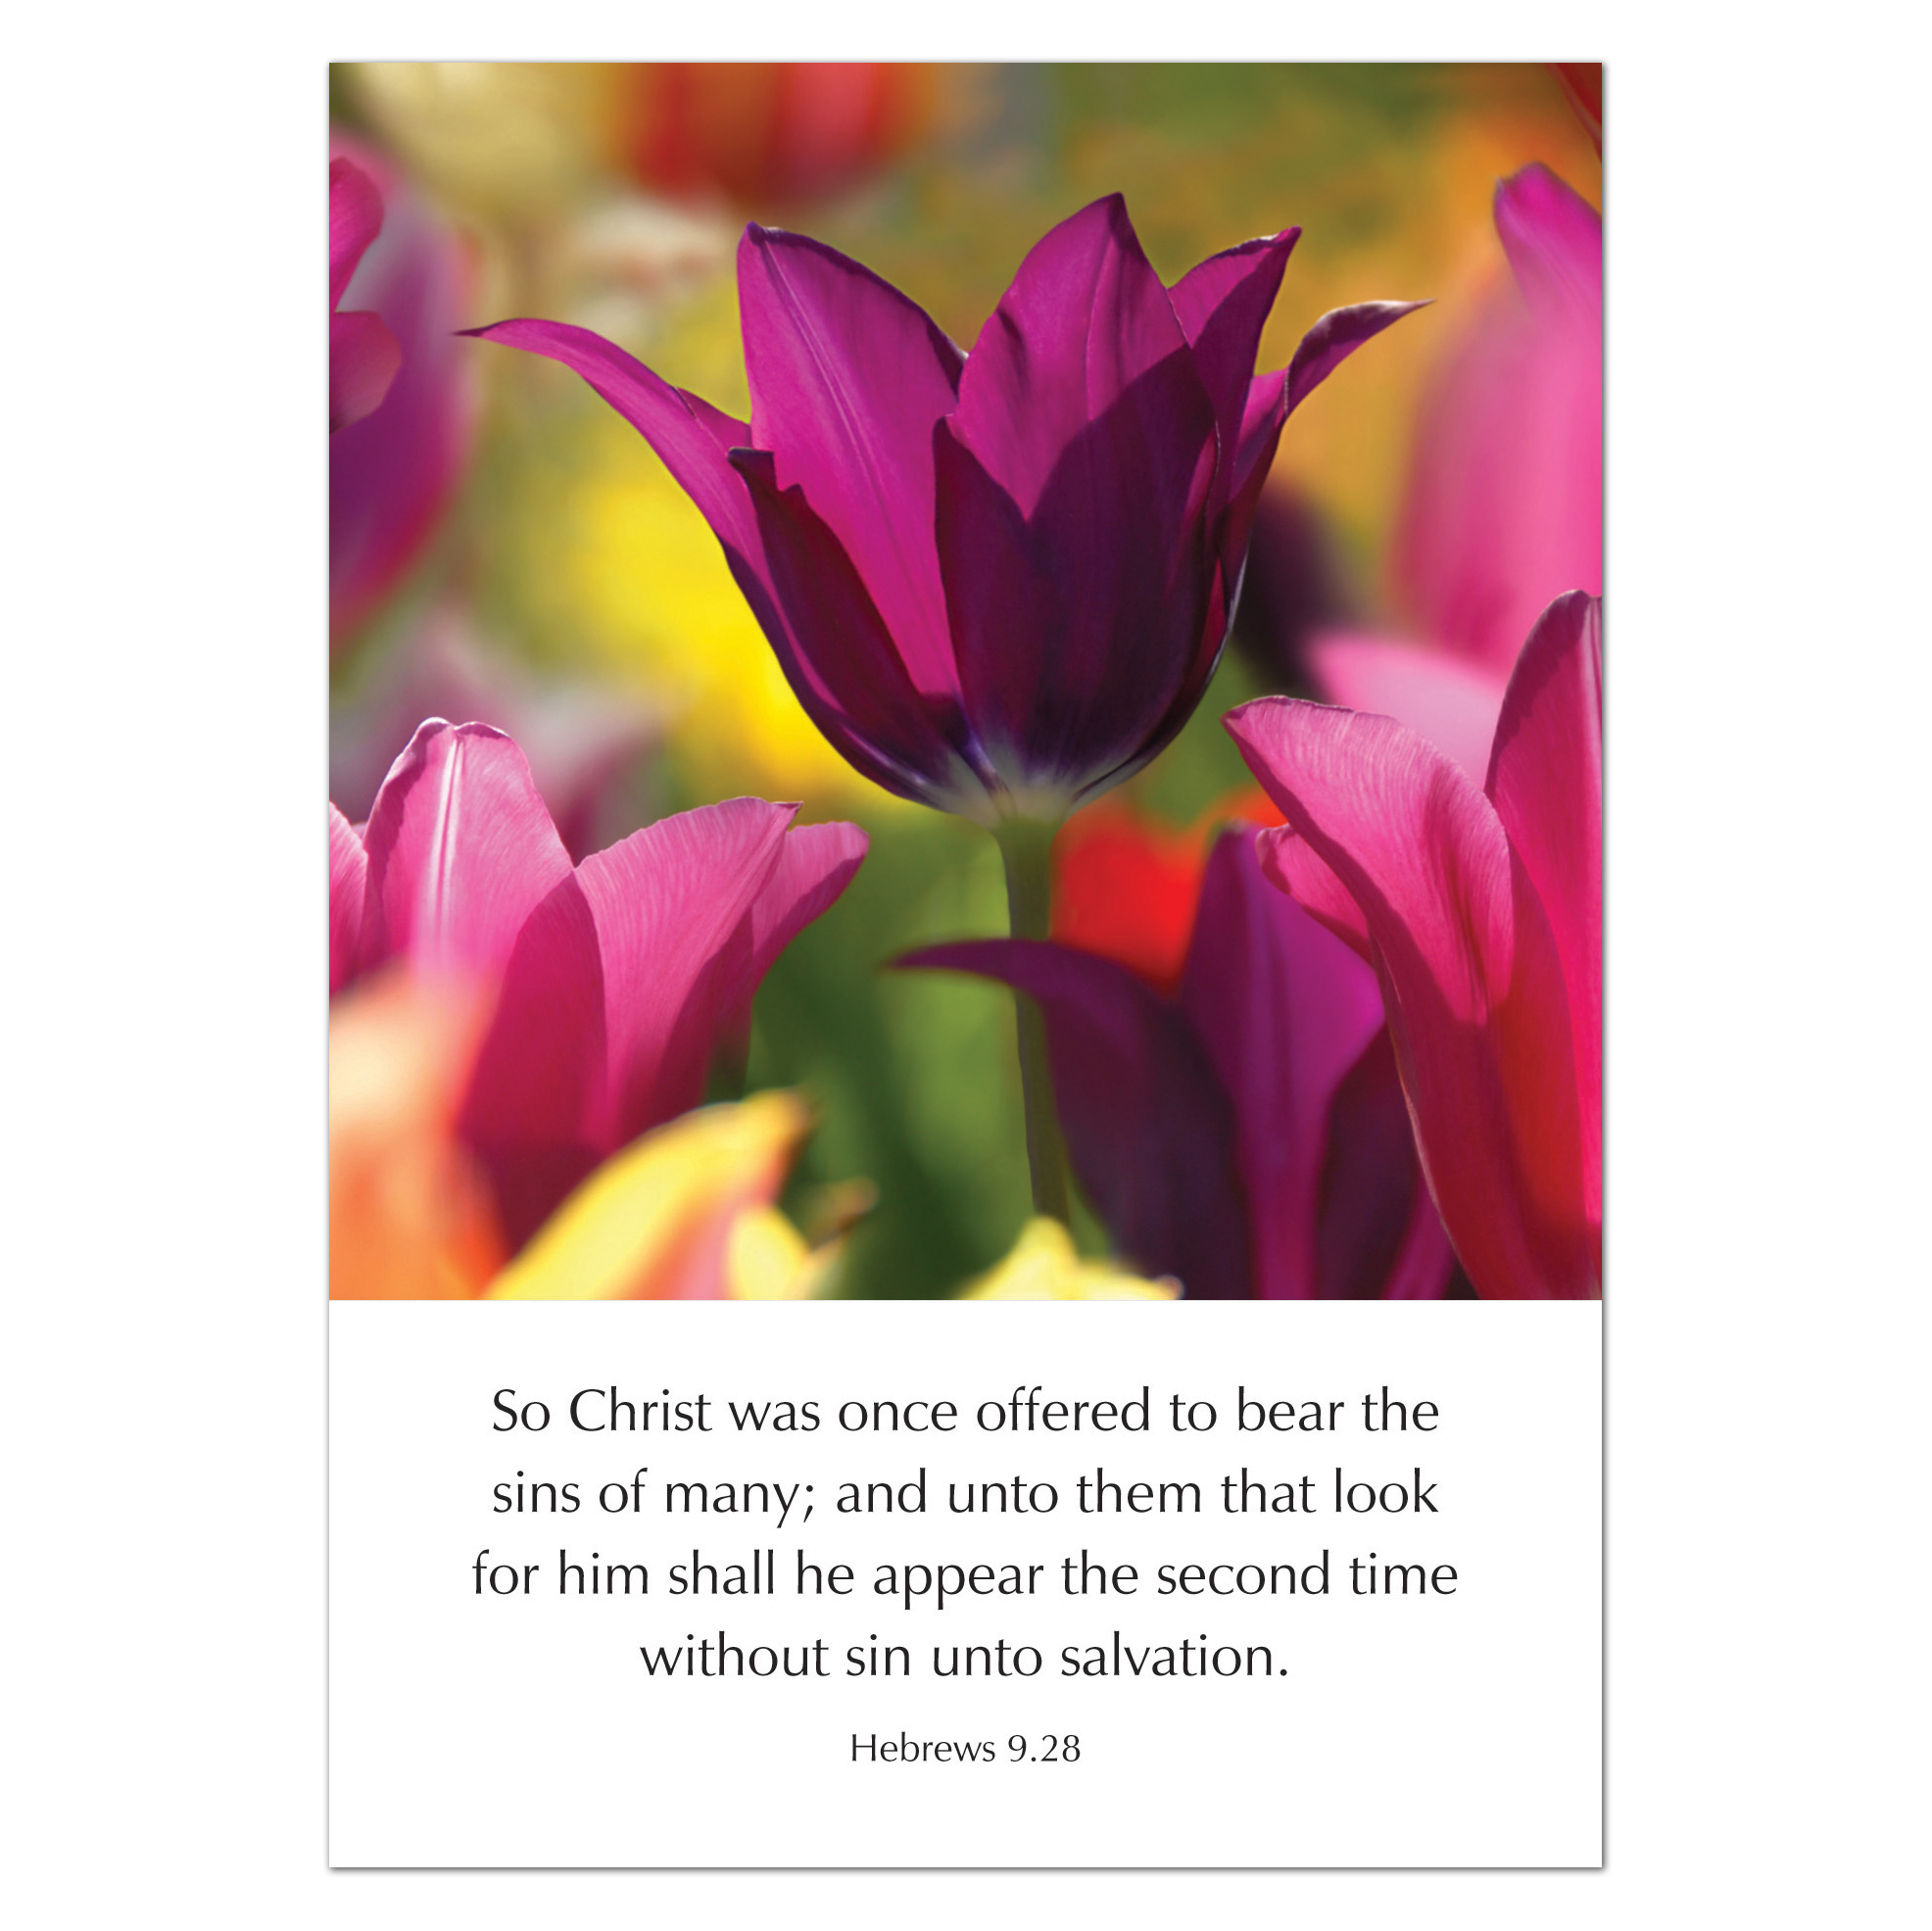 So Christ was once offered to bear the
sins of many; and unto them that look
for him shall he appear the second time
without sin unto salvation.
Hebrews 9.28